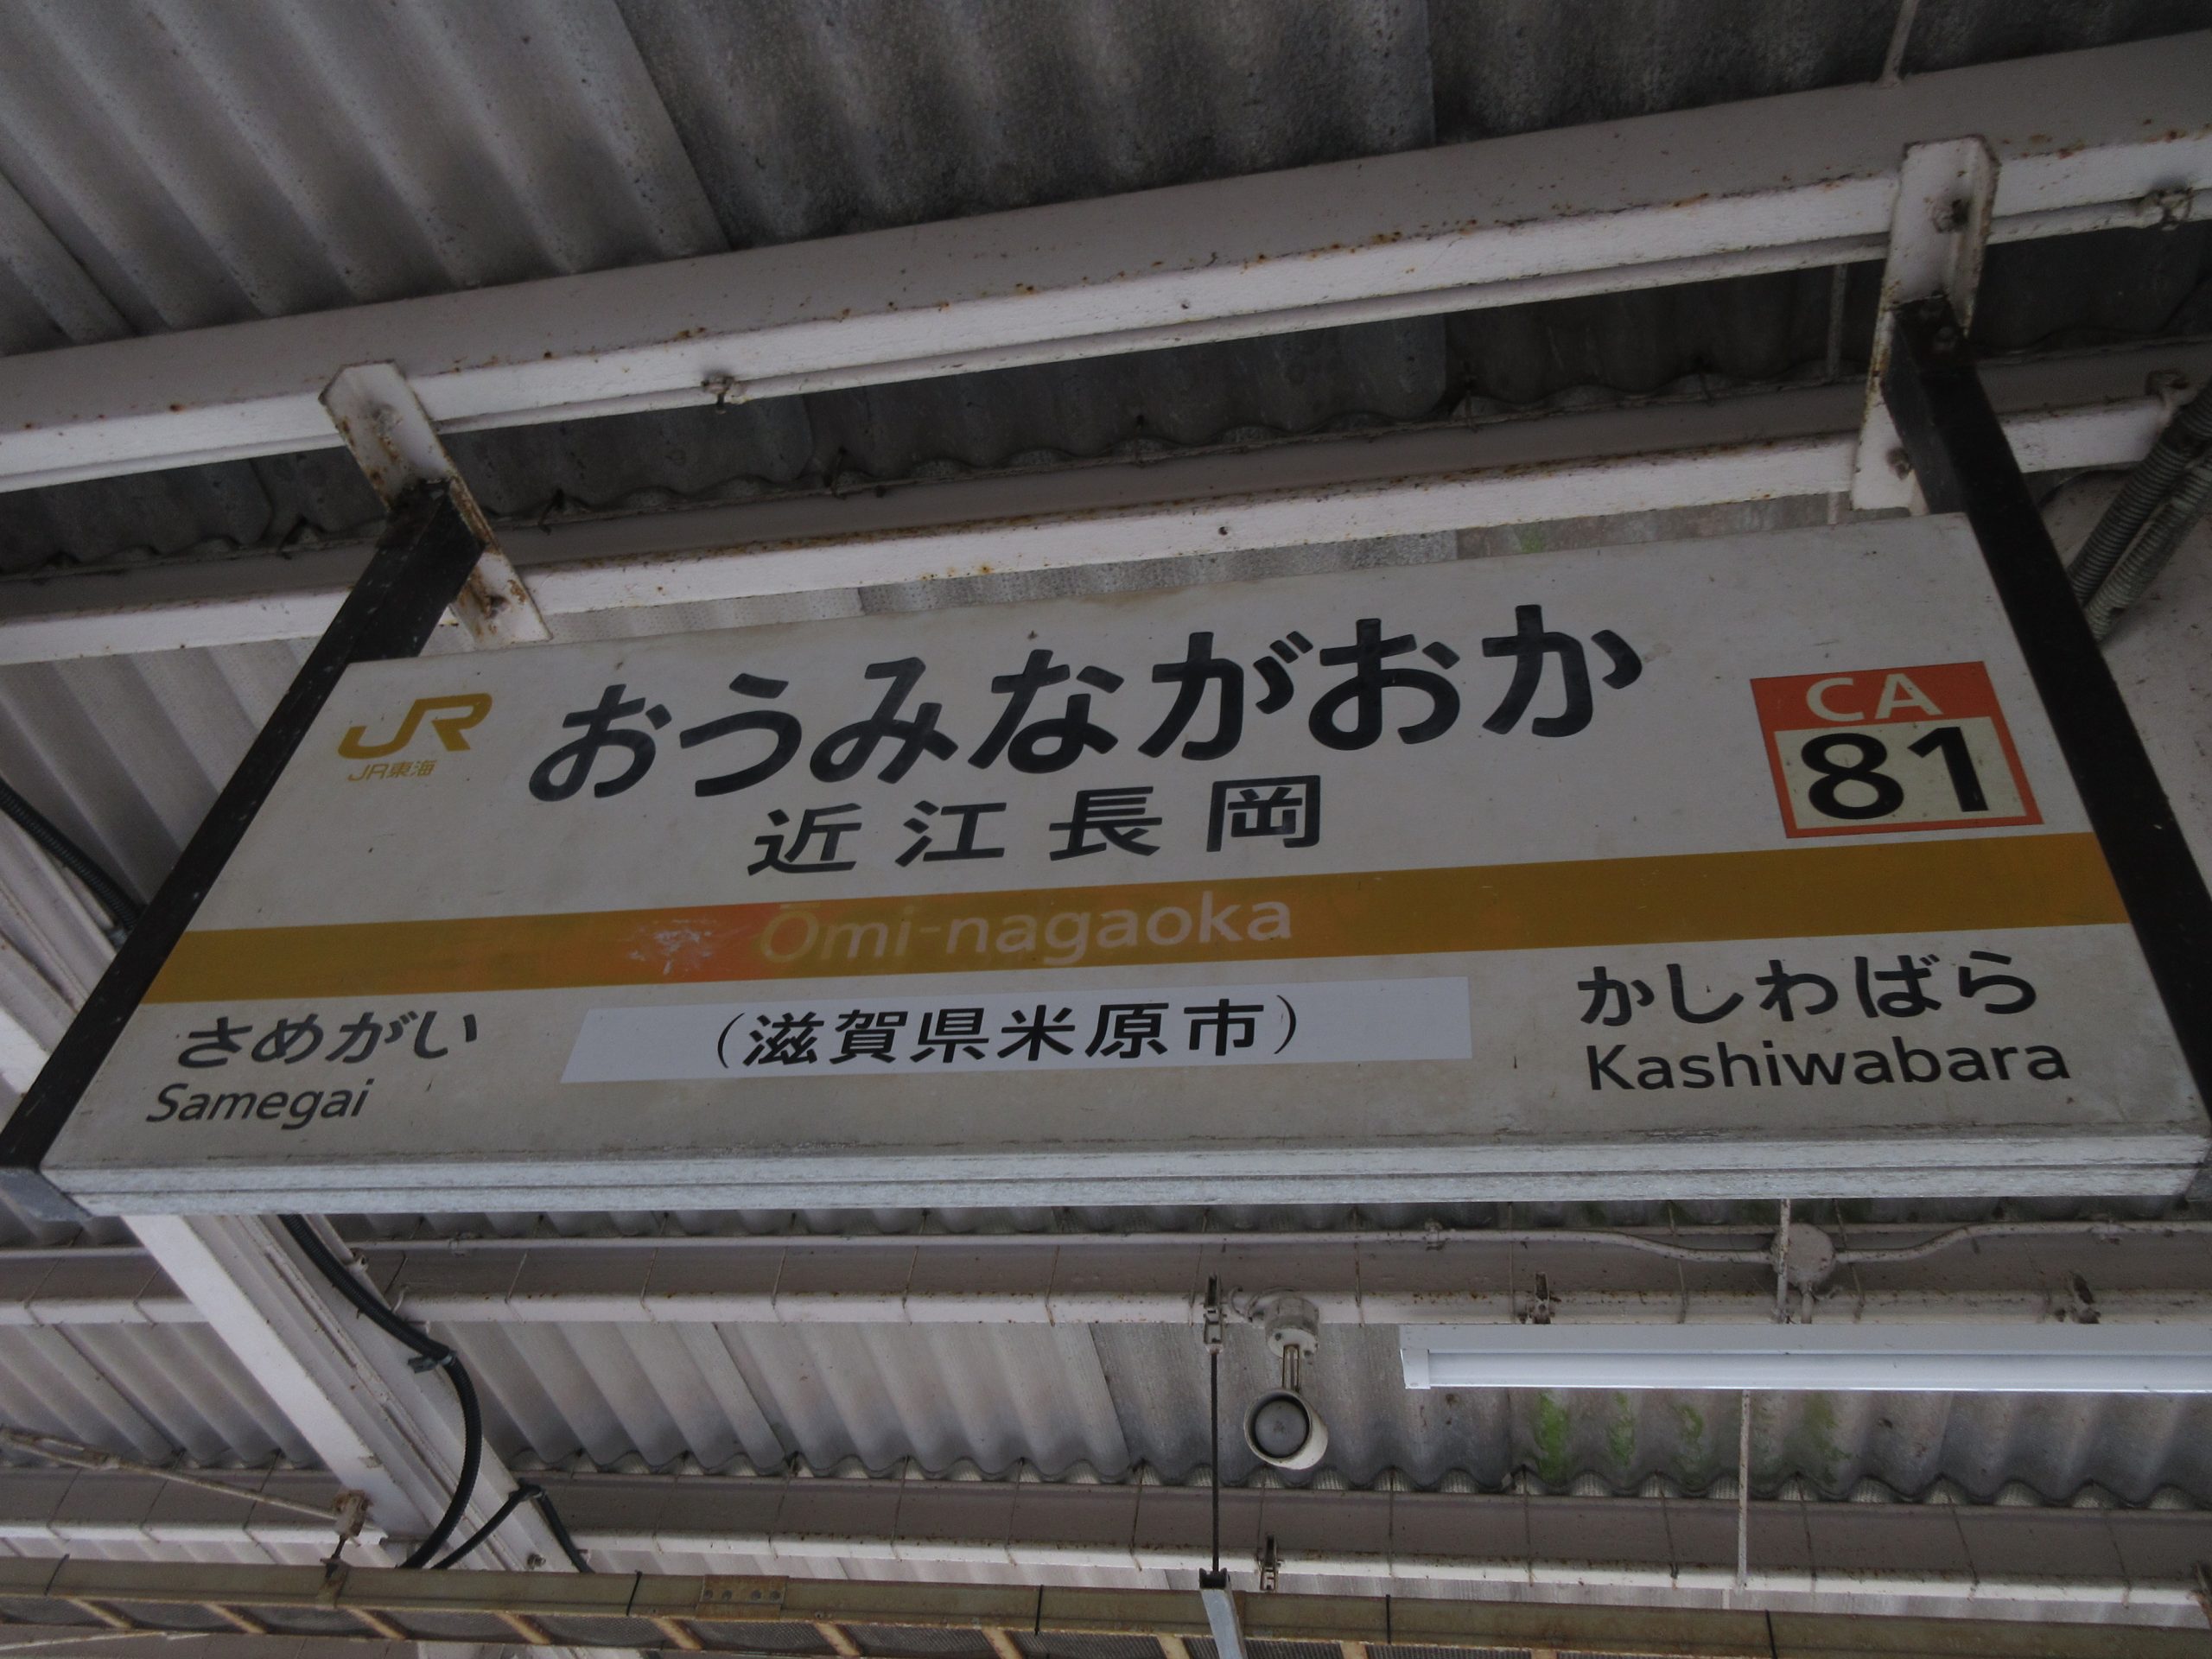 JR
JR東海
おうみながおか
近江長岡
CA
81
Ōmi-nagaoka
さめがい
Samegai
(滋賀県米原市)
かしわばら
Kashiwabara